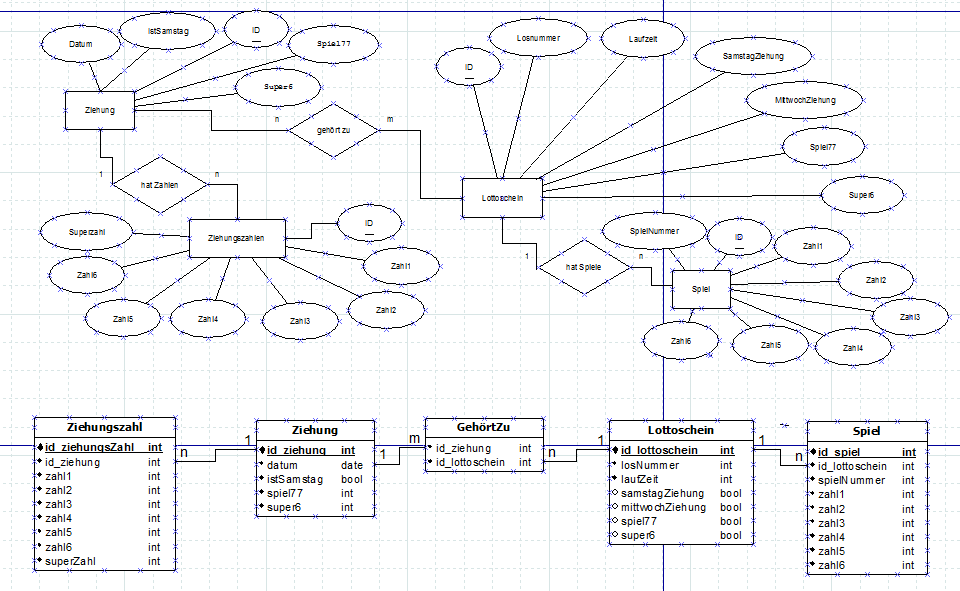 Datum
IstSamstag
ID
Spiel77
Super6
Ziehung
n
gehört zu
m
1
hat Zahlen
n
Superzahl
Ziehungszahlen
ID
Zahl6
Zahl1
Zahl5
Zahl4
Zahl3
Zahl2
ID
Losnummer
Laufzeit
SamstagZiehung
MittwochZiehung
Spiel77
Super6
Lottoschein
1
hat Spiele
n
SpielNummer
ID
Zahl1
Spiel
Zahl2
Zahl3
Zahl6
Zahl5
Zahl4
Ziehungszahl
id_ziehungsZahl int
id_ziehung int
zahl1 int
zahl2 int
zahl3 int
zahl4 int
zahl5 int
zahl6 int
superZahl int
n
1
Ziehung
id_ziehung int
datum date
istSamstag bool
spiel77 int
super6 int
1
m
GehörtZu
id_ziehung int
id_lottoschein int
n
1
Lottoschein
id_lottoschein int
losNummer int
laufZeit int
samstagZiehung bool
mittwochZiehung bool
spiel77 bool
super6 bool
1
n
Spiel
id_spiel int
id_lottoschein int
spielNummer int
zahl1 int
zahl2 int
zahl3 int
zahl4 int
zahl5 int
zahl6 int